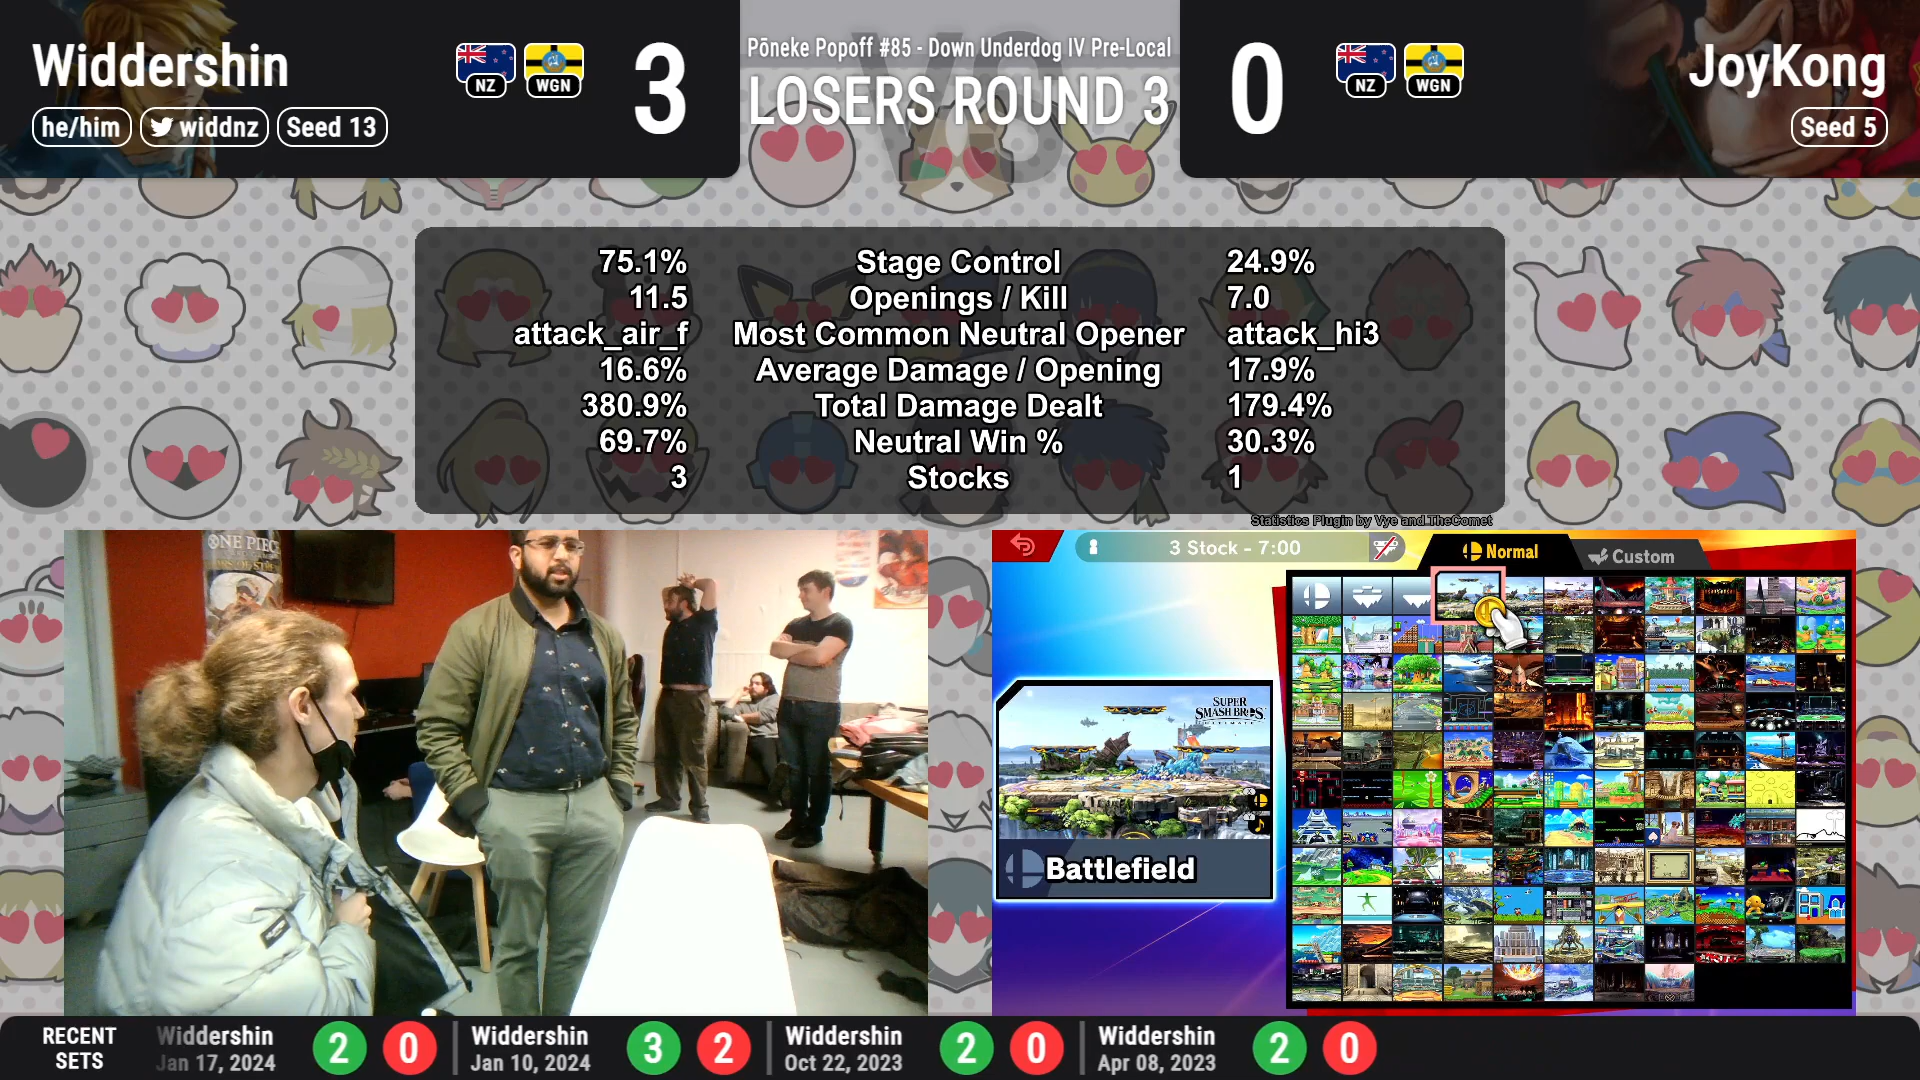 Widdershin
he/him
widdnz
Seed 13
NZ
WGN
3
Pōneke Popoff #85 - Down Underdog IV Pre-Local
VS
LOSERS ROUND 3
0
NZ
WGN
JoyKong
Seed 5
75.1% Stage Control 24.9%
11.5 Openings / Kill 7.0
attack_air_f Most Common Neutral Opener attack_hi3
16.6% Average Damage / Opening 17.9%
380.9% Total Damage Dealt 179.4%
69.7% Neutral Win % 30.3%
3 Stocks 1
Statistics Plugin by Vye and TheComet
ONE PIECE
3 Stock - 7:00
Normal
Custom
SUPER
SMASH BROS.
ULTIMATE
Battlefield
RECENT
SETS
Widdershin
Jan 17, 2024
2 0
Widdershin
Jan 10, 2024
3 2
Widdershin
Oct 22, 2023
2 0
Widdershin
Apr 08, 2023
2 0